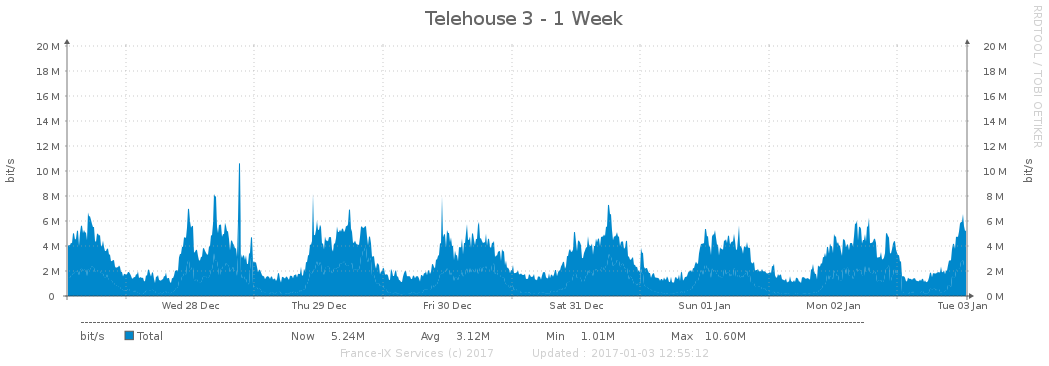 Telehouse 3 - 1 Week
RRDTOOL / TOBI OETIKER
bit/s
20 M 20 M
18 M 18 M
16 M 16 M
14 M 14 M
12 M 12 M
10 M 10 M
8 M 8 M
6 M 6 M
4 M 4 M
2 M 2 M
0 0 M
bit/s
Wed 28 Dec Thu 29 Dec Fri 30 Dec Sat 31 Dec Sun 01 Jan Mon 02 Jan Tue 03 Jan
bit/s Total Now 5.24M Avg 3.12M Min 1.01M Max 10.60M
France-IX Services (c) 2017 Updated : 2017-01-03 12:55:12